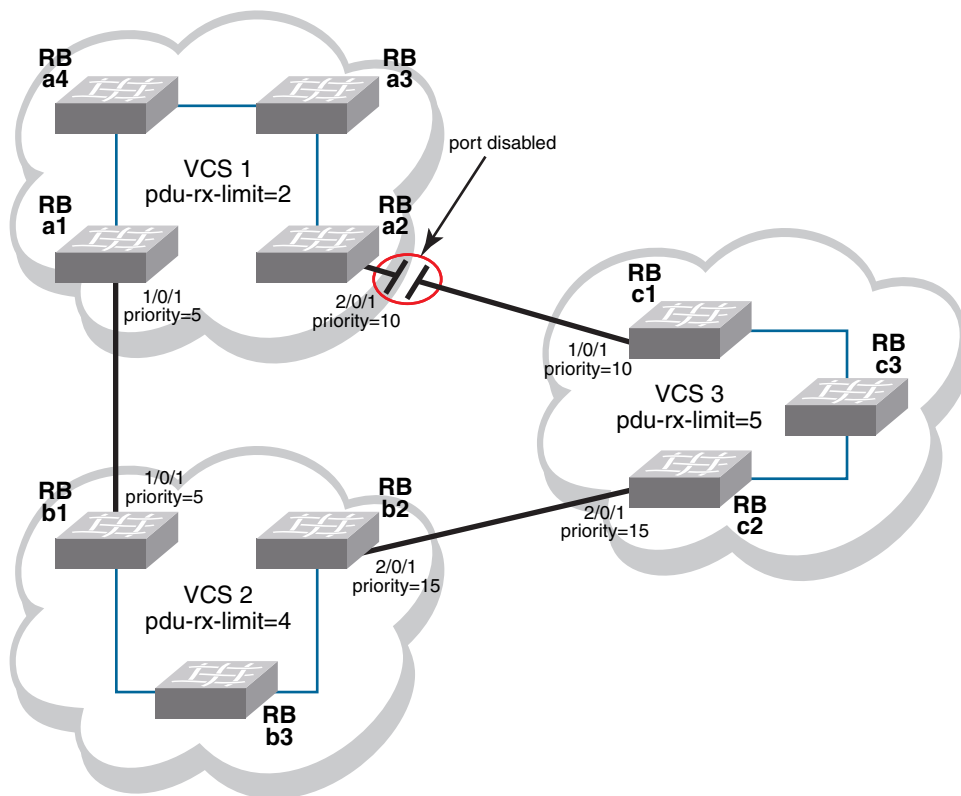 RB
a4
RB
a3
port disabled
VCS 1
pdu-rx-limit=2
RB
a1
RB
a2
1/0/1
priority=5
2/0/1
priority=10
RB
c1
1/0/1
priority=10
RB
c3
VCS 3
pdu-rx-limit=5
1/0/1
priority=5
RB
b1
RB
b2
2/0/1
priority=15
RB
c2
2/0/1
priority=15
VCS 2
pdu-rx-limit=4
RB
b3